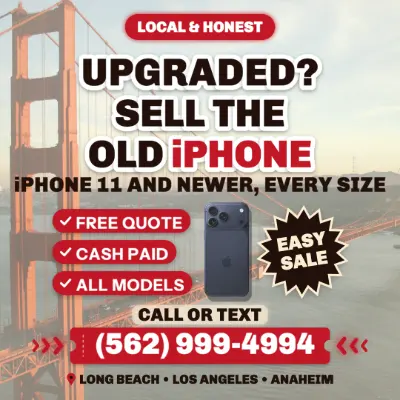 LOCAL & HONEST
UPGRADED?
SELL THE
OLD iPHONE
iPHONE 11 AND NEWER, EVERY SIZE
FREE QUOTE
CASH PAID
ALL MODELS
EASY
SALE
CALL OR TEXT
(562) 999-4994
LONG BEACH • LOS ANGELES • ANAHEIM